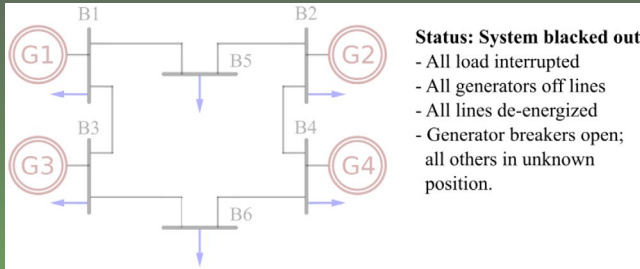 B1
B2
G1
G2
B5
B3
B4
G3
G4
B6
Status: System blacked out
- All load interrupted
- All generators off lines
- All lines de-energized
- Generator breakers open;
all others in unknown
position.